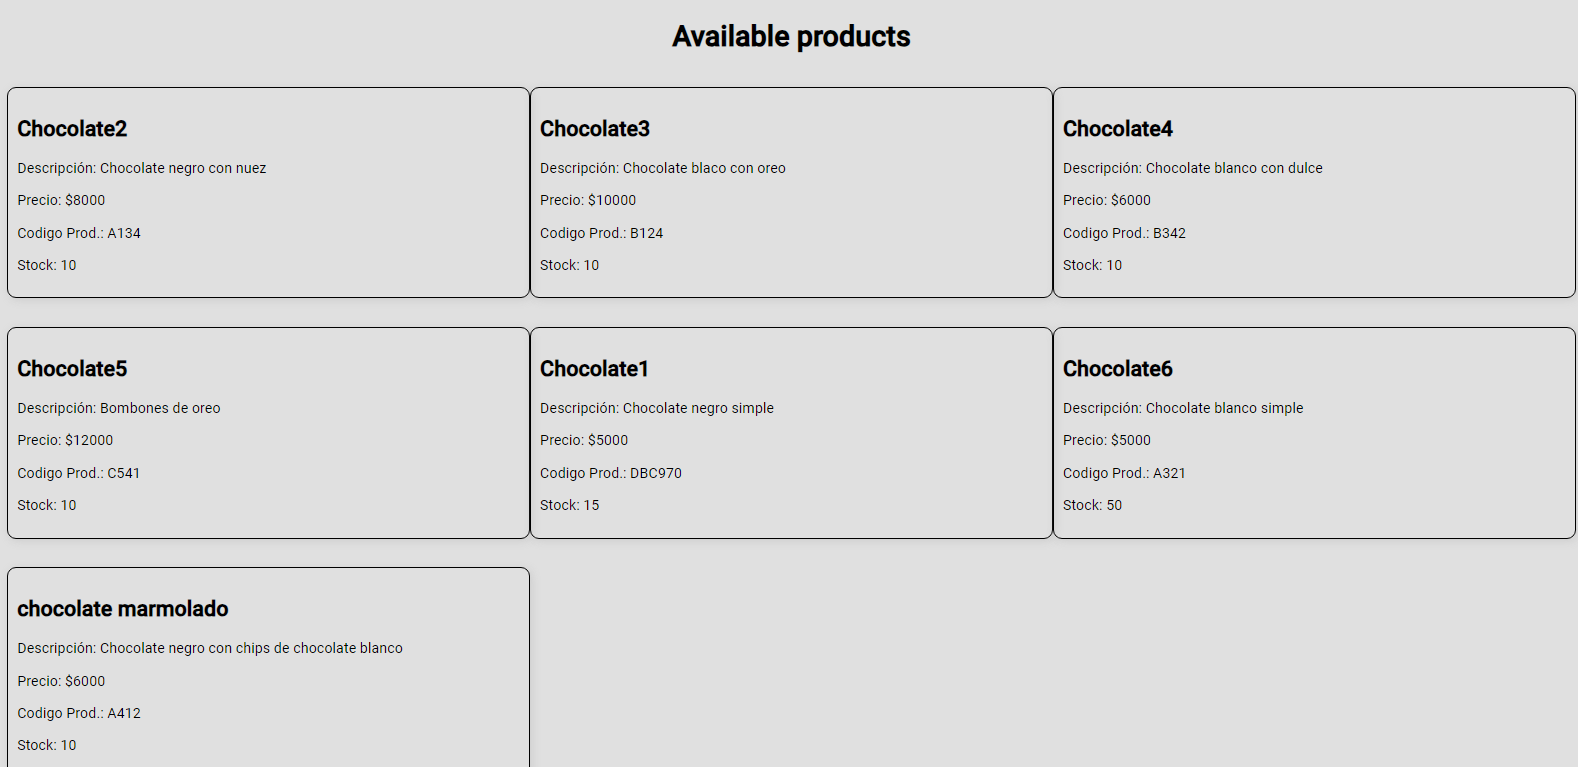 Available products
Chocolate2
Descripción: Chocolate negro con nuez
Precio: $8000
Codigo Prod.: A134
Stock: 10
Chocolate3
Descripción: Chocolate blaco con oreo
Precio: $10000
Codigo Prod.: B124
Stock: 10
Chocolate4
Descripción: Chocolate blanco con dulce
Precio: $6000
Codigo Prod.: B342
Stock: 10
Chocolate5
Descripción: Bombones de oreo
Precio: $12000
Codigo Prod.: C541
Stock: 10
Chocolate1
Descripción: Chocolate negro simple
Precio: $5000
Codigo Prod.: DBC970
Stock: 15
Chocolate6
Descripción: Chocolate blanco simple
Precio: $5000
Codigo Prod.: A321
Stock: 50
chocolate marmolado
Descripción: Chocolate negro con chips de chocolate blanco
Precio: $6000
Codigo Prod.: A412
Stock: 10